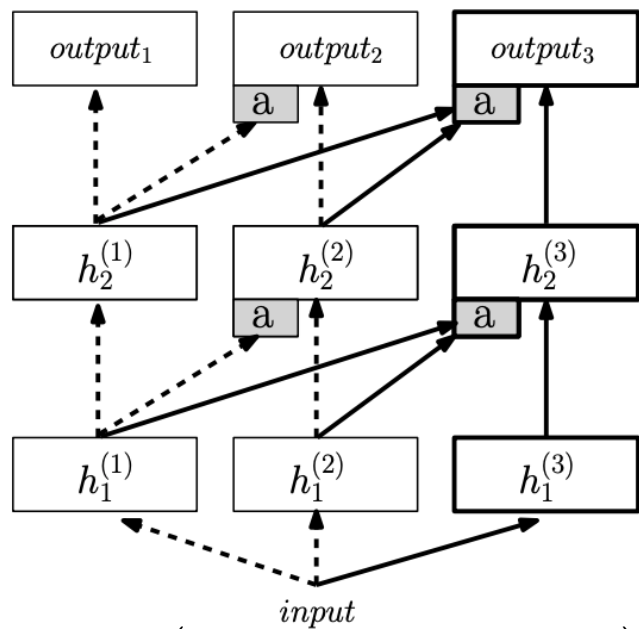 output₁ output₂ output₃
a a
h₂⁽¹⁾ h₂⁽²⁾ h₂⁽³⁾
a a
h₁⁽¹⁾ h₁⁽²⁾ h₁⁽³⁾
input